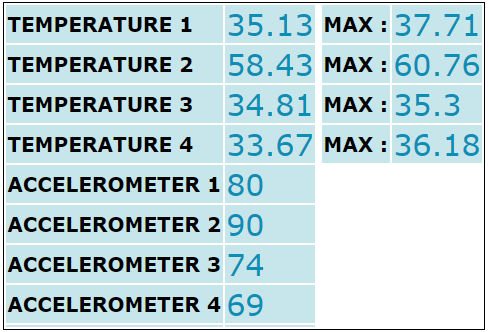 TEMPERATURE 1 35.13 MAX : 37.71
TEMPERATURE 2 58.43 MAX : 60.76
TEMPERATURE 3 34.81 MAX : 35.3
TEMPERATURE 4 33.67 MAX : 36.18
ACCELEROMETER 1 80
ACCELEROMETER 2 90
ACCELEROMETER 3 74
ACCELEROMETER 4 69